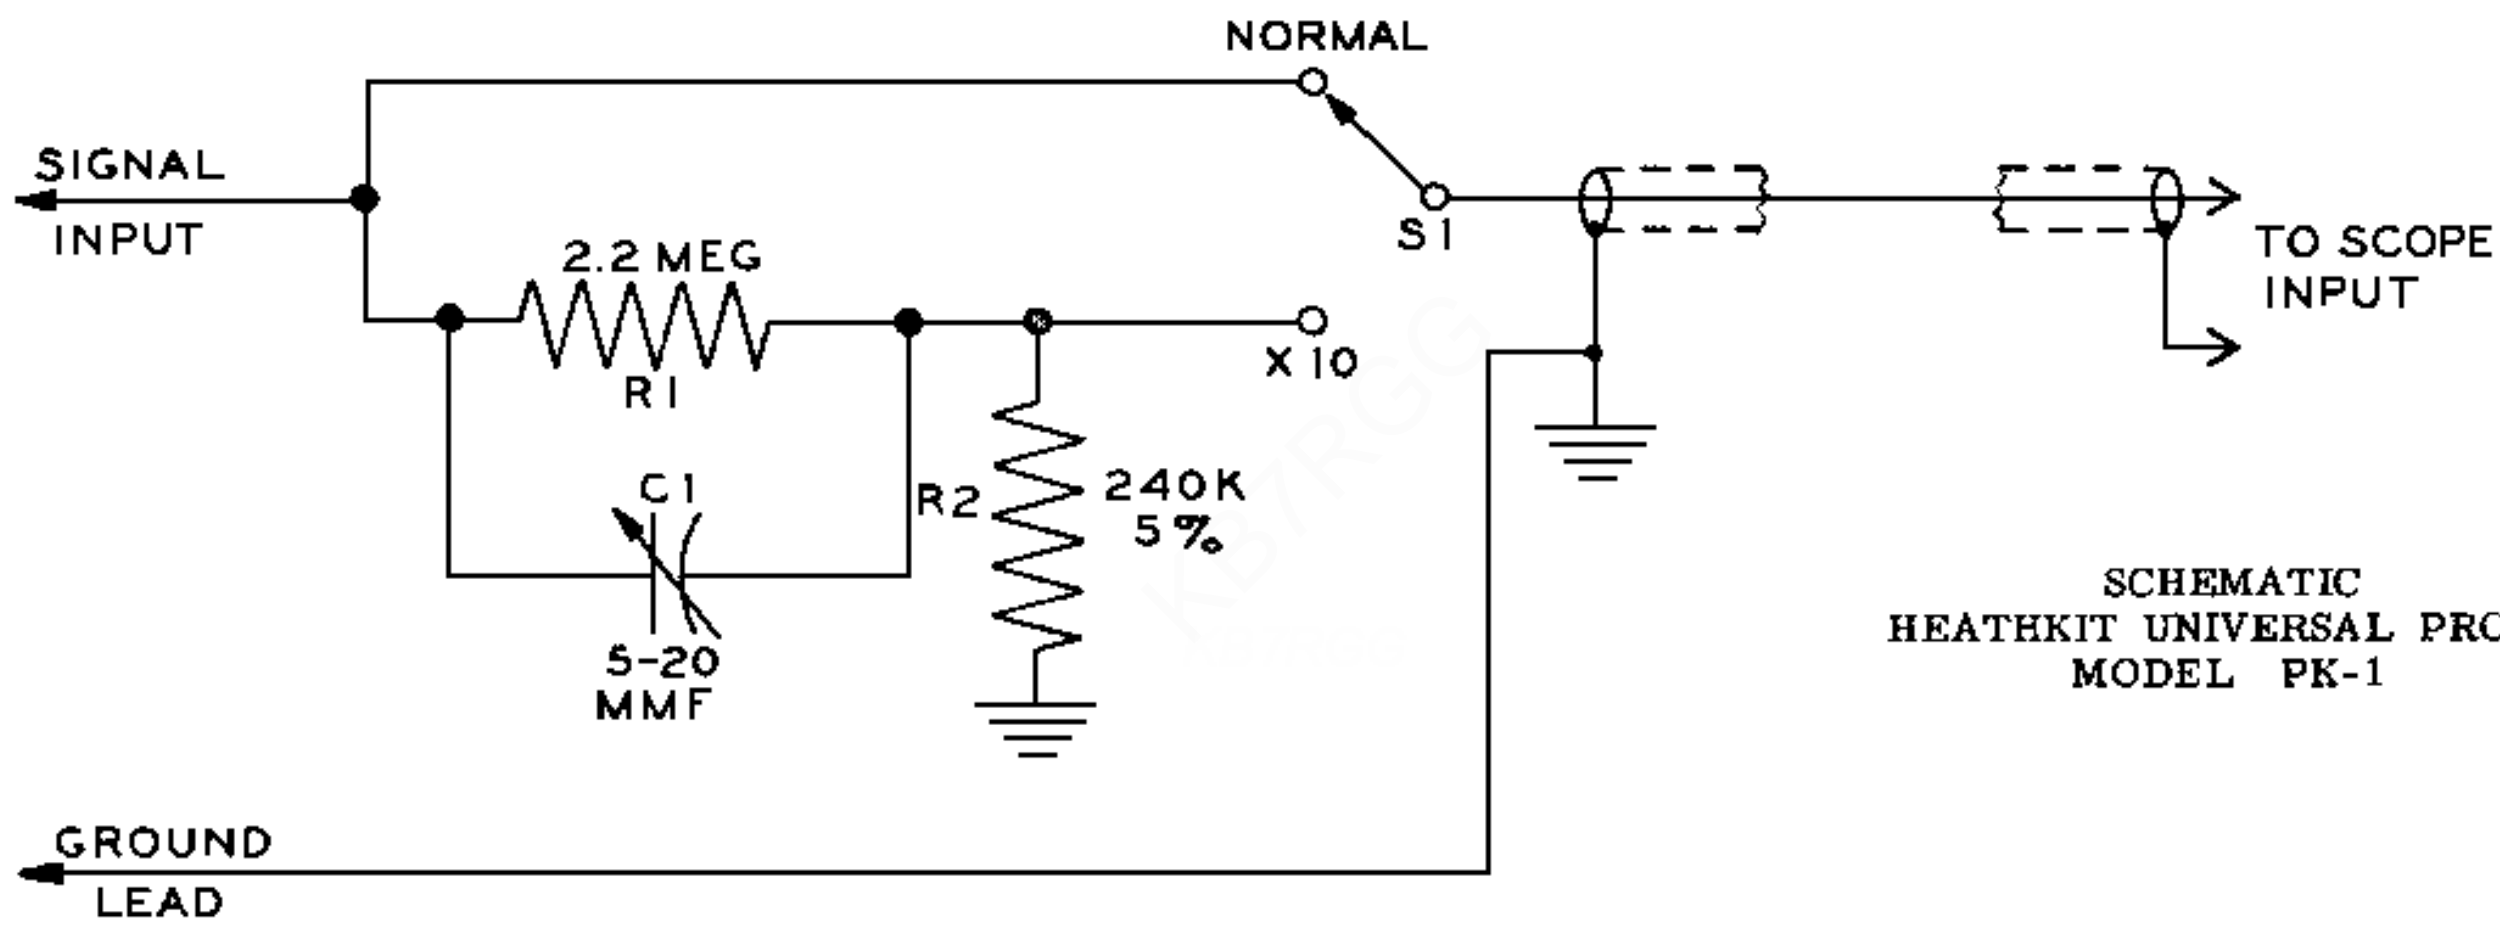 NORMAL
SIGNAL
INPUT
2.2 MEG
R1
S1
TO SCOPE
INPUT
X10
C1
R2
240K
5%
5-20
MMF
KB7RGG
SCHEMATIC
HEATHKIT UNIVERSAL PRO
MODEL PK-1
GROUND
LEAD